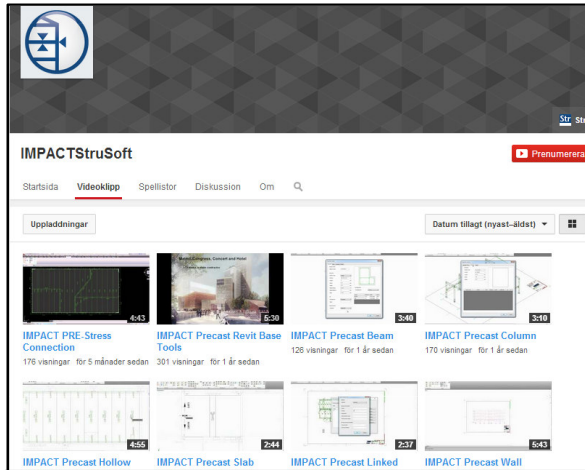 Str Str
IMPACTStruSoft
Prenumerera
Startsida Videoklipp Spellistor Diskussion Om
Uppladdningar
Datum tillagt (nyast–äldst)
4:43 5:30 3:40 3:10
IMPACT PRE-Stress Connection
176 visningar för 5 månader sedan
IMPACT Precast Revit Base Tools
301 visningar för 1 år sedan
IMPACT Precast Beam
126 visningar för 1 år sedan
IMPACT Precast Column
170 visningar för 1 år sedan
4:55 2:44 2:37 5:43
IMPACT Precast Hollow
IMPACT Precast Slab
IMPACT Precast Linked
IMPACT Precast Wall